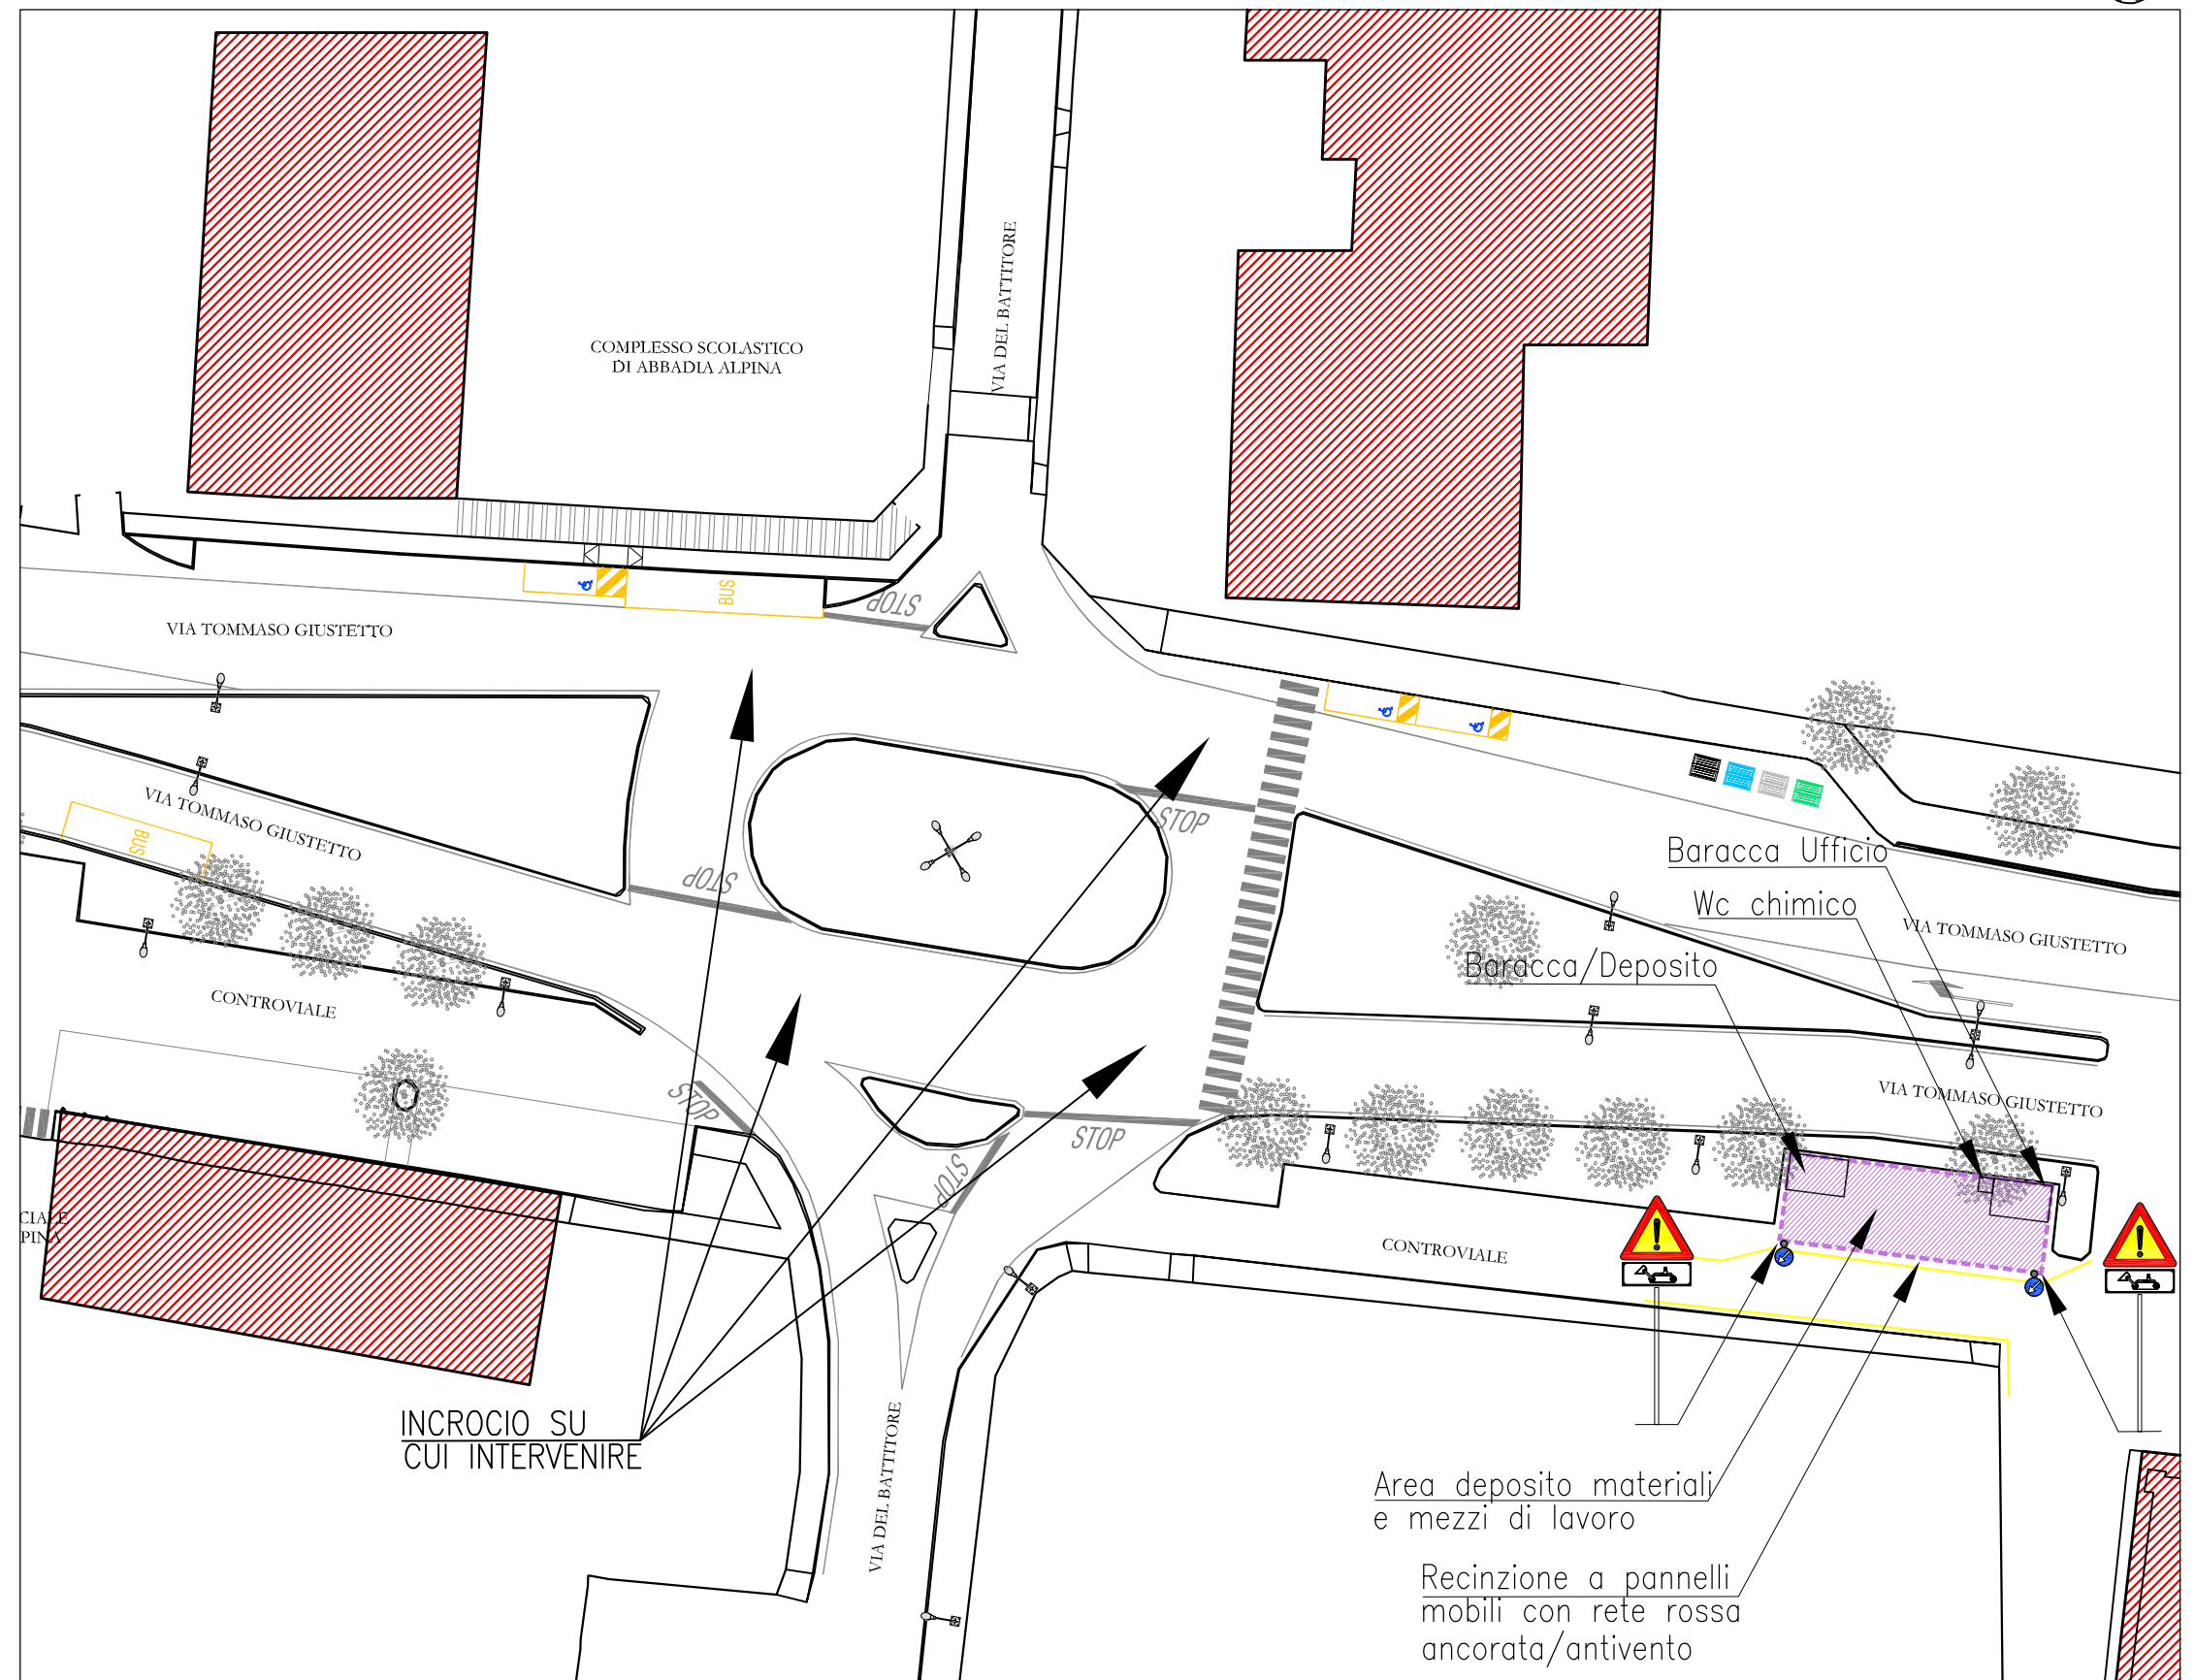 COMPLESSO SCOLASTICO
DI ABBADIA ALPINA
VIA DEL BATTITORE
BUS
STOP
VIA TOMMASO GIUSTETTO
VIA TOMMASO GIUSTETTO
BUS
STOP
STOP
Baracca Ufficio
Wc chimico
VIA TOMMASO GIUSTETTO
Baracca/Deposito
CONTROVIALE
VIA TOMMASO GIUSTETTO
STOP
STOP
STOP
CIALE
PINA
CONTROVIALE
INCROCIO SU
CUI INTERVENIRE
VIA DEL BATTITORE
Area deposito materiali
e mezzi di lavoro
Recinzione a pannelli
mobili con rete rossa
ancorata/antivento